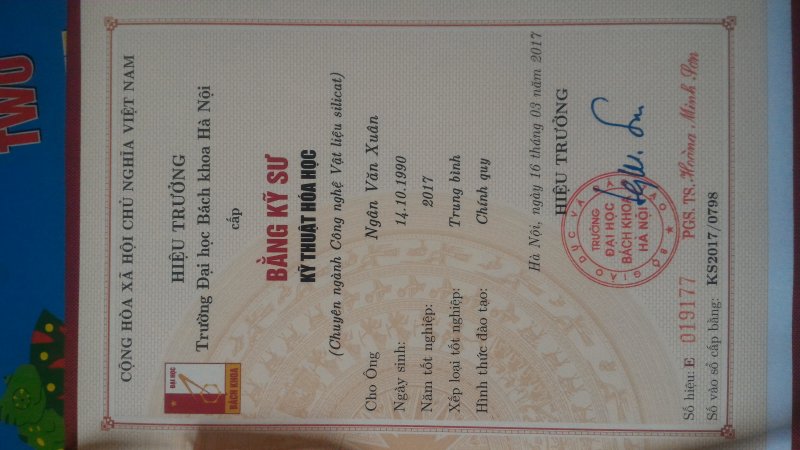 TWO
CỘNG HÒA XÃ HỘI CHỦ NGHĨA VIỆT NAM
HIỆU TRƯỞNG
Trường Đại học Bách khoa Hà Nội
cấp
ĐẠI HỌC
BÁCH KHOA
BẰNG KỸ SƯ
KỸ THUẬT HÓA HỌC
(Chuyên ngành Công nghệ Vật liệu silicat)
Cho Ông Ngân Văn Xuân
Ngày sinh: 14.10.1990
Năm tốt nghiệp: 2017
Xếp loại tốt nghiệp: Trung bình
Hình thức đào tạo: Chính quy
Hà Nội, ngày 16 tháng 03 năm 2017
HIỆU TRƯỞNG
BỘ GIÁO DỤC VÀ
TRƯỜNG
ĐẠI HỌC
BÁCH KHOA
HÀ NỘI
Số hiệu: E 019177 PGS. TS. Hoàng Minh Sơn
Số vào sổ cấp bằng: KS2017/0798